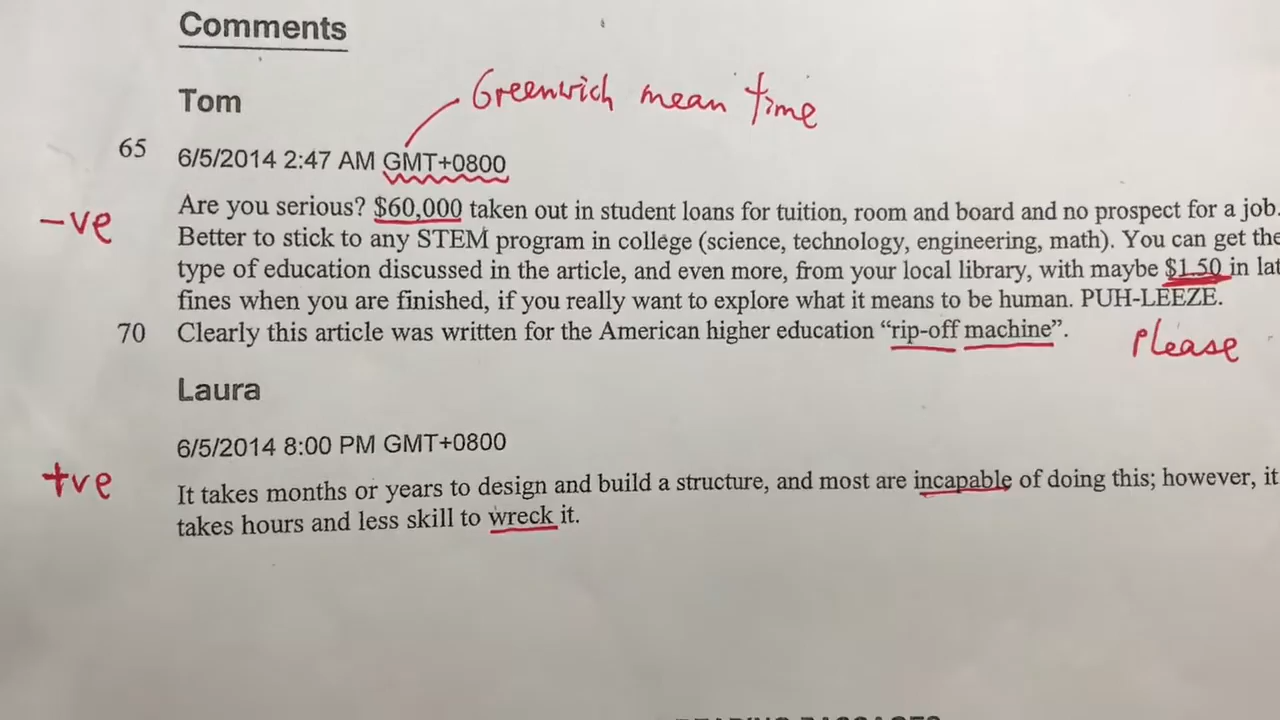 Comments
Greenwich mean time
Tom
65
6/5/2014 2:47 AM GMT+0800
-ve
Are you serious? $60,000 taken out in student loans for tuition, room and board and no prospect for a job.
Better to stick to any STEM program in college (science, technology, engineering, math). You can get the
type of education discussed in the article, and even more, from your local library, with maybe $1.50 in lat
fines when you are finished, if you really want to explore what it means to be human. PUH-LEEZE.
70 Clearly this article was written for the American higher education “rip-off machine”.
Please
Laura
6/5/2014 8:00 PM GMT+0800
+ve
It takes months or years to design and build a structure, and most are incapable of doing this; however, it
takes hours and less skill to wreck it.